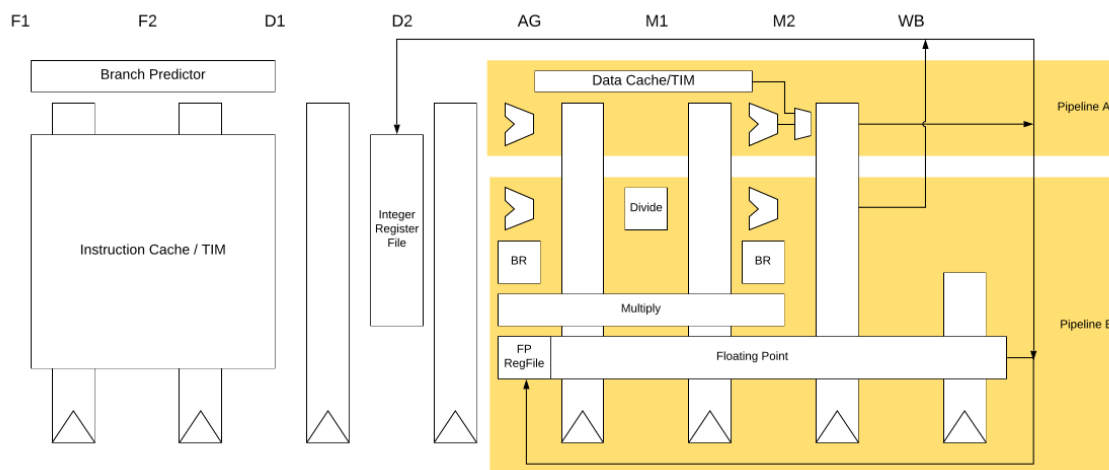 F1 F2 D1 D2 AG M1 M2 WB
Branch Predictor
Data Cache/TIM
Pipeline A
Instruction Cache / TIM
Integer
Register
File
Divide
BR
BR
Multiply
FP
RegFile
Floating Point
Pipeline B